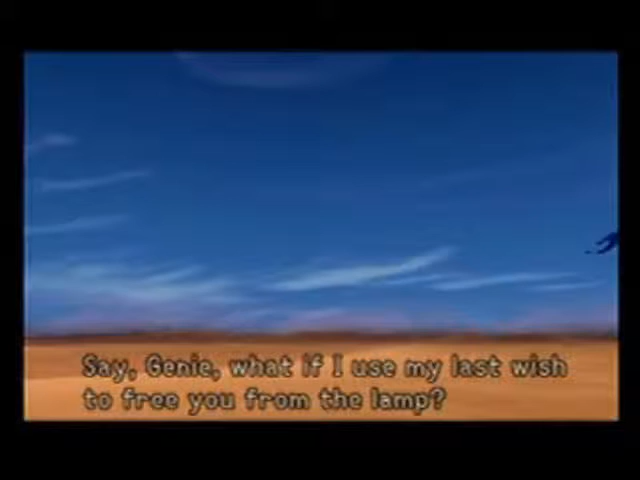 Say, Genie, what if I use my last wish
to free you from the lamp?